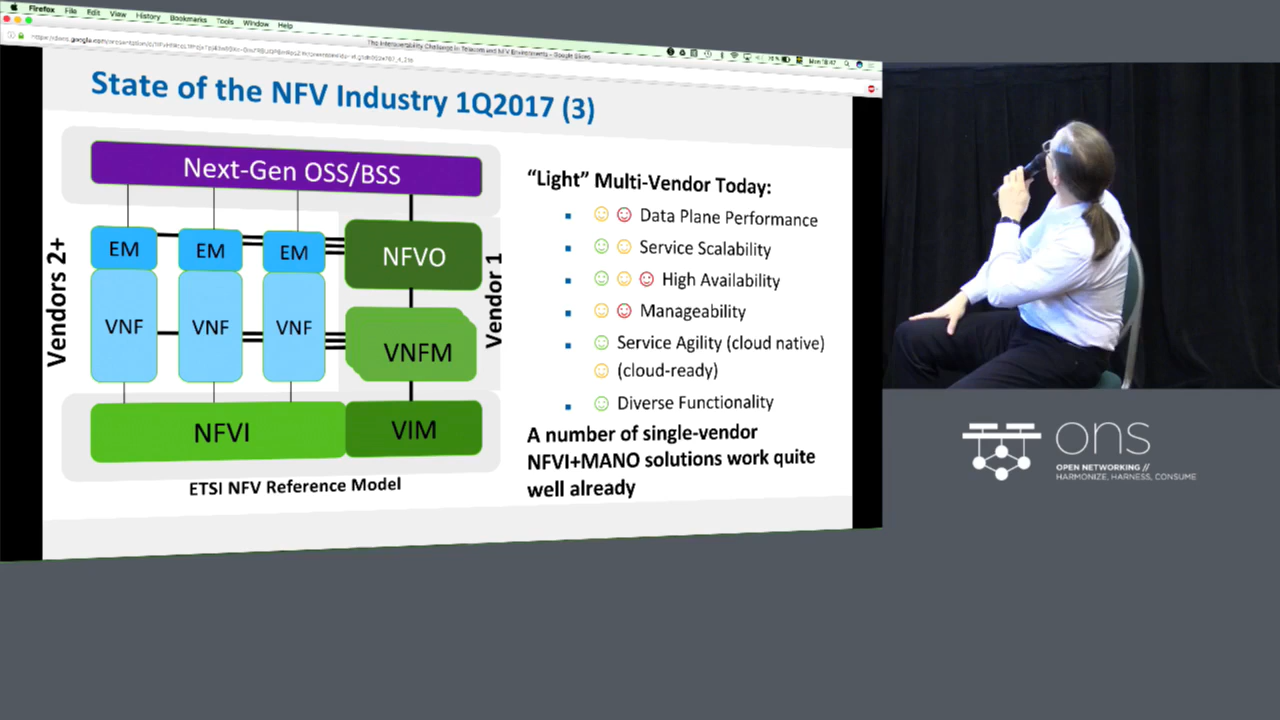 Firefox File Edit View History Bookmarks Tools Window Help
The Interoperability Challenge in Telecom and NFV Environments - Google Slides
State of the NFV Industry 1Q2017 (3)
Next-Gen OSS/BSS
Vendors 2+
EM EM EM
NFVO
VNF VNF VNF
VNFM
Vendor 1
NFVI
VIM
ETSI NFV Reference Model
“Light” Multi-Vendor Today:
Data Plane Performance
Service Scalability
High Availability
Manageability
Service Agility (cloud native)
(cloud-ready)
Diverse Functionality
A number of single-vendor
NFVI+MANO solutions work quite
well already
ons
OPEN NETWORKING //
HARMONIZE, HARNESS, CONSUME